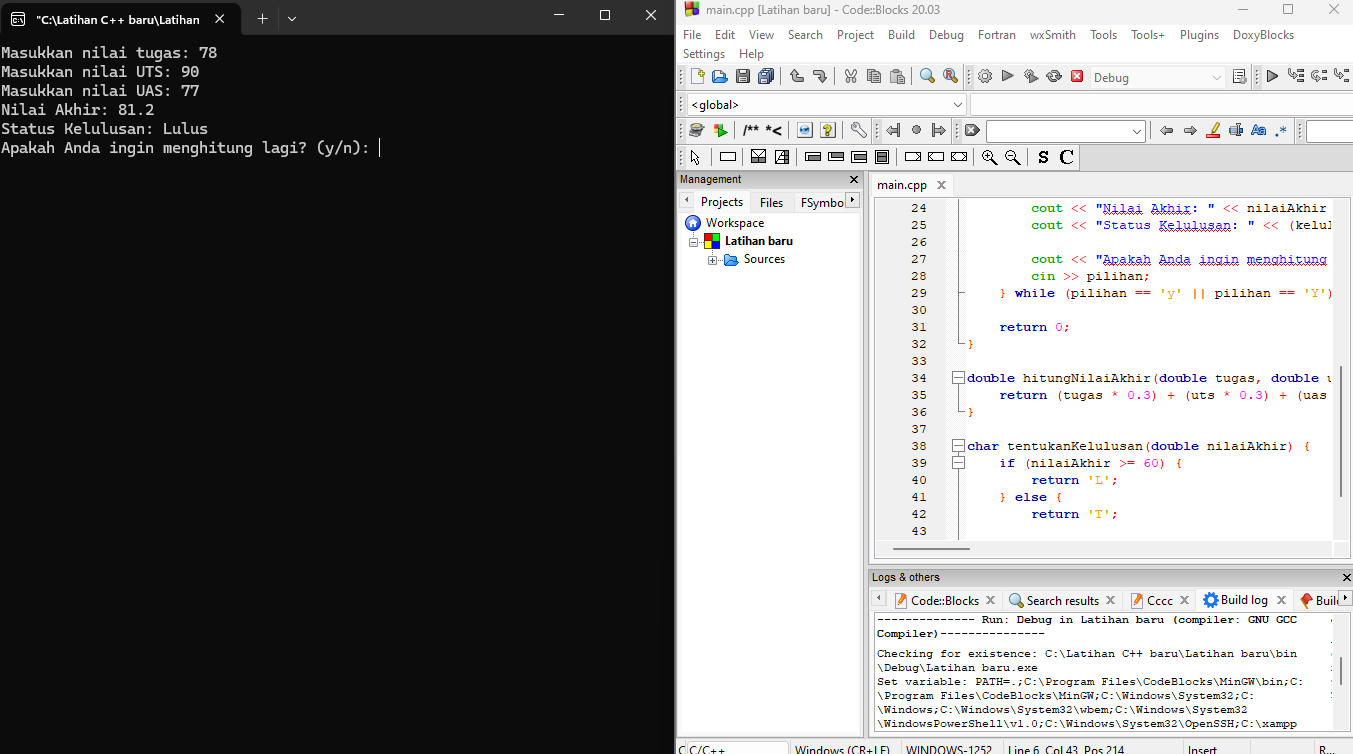 "C:\Latihan C++ baru\Latihan
Masukkan nilai tugas: 78
Masukkan nilai UTS: 90
Masukkan nilai UAS: 77
Nilai Akhir: 81.2
Status Kelulusan: Lulus
Apakah Anda ingin menghitung lagi? (y/n):
main.cpp [Latihan baru] - Code::Blocks 20.03
File Edit View Search Project Build Debug Fortran wxSmith Tools Tools+ Plugins DoxyBlocks
Settings Help
Debug
<global>
/** *<
S C
Management
Projects Files FSymbo
Workspace
Latihan baru
Sources
main.cpp
24 cout << "Nilai Akhir: " << nilaiAkhir
25 cout << "Status Kelulusan: " << (kelul
26
27 cout << "Apakah Anda ingin menghitung
28 cin >> pilihan;
29 } while (pilihan == 'y' || pilihan == 'Y')
30
31 return 0;
32 }
33
34 double hitungNilaiAkhir(double tugas, double u
35 return (tugas * 0.3) + (uts * 0.3) + (uas
36 }
37
38 char tentukanKelulusan(double nilaiAkhir) {
39 if (nilaiAkhir >= 60) {
40 return 'L';
41 } else {
42 return 'T';
43
Logs & others
Code::Blocks Search results Cccc Build log Buil
-------------- Run: Debug in Latihan baru (compiler: GNU GCC
Compiler)---------------
Checking for existence: C:\Latihan C++ baru\Latihan baru\bin
\Debug\Latihan baru.exe
Set variable: PATH=.;C:\Program Files\CodeBlocks\MinGW\bin;C:
\Program Files\CodeBlocks\MinGW;C:\Windows\System32;C:
\Windows;C:\Windows\System32\wbem;C:\Windows\System32
\WindowsPowerShell\v1.0;C:\Windows\System32\OpenSSH;C:\xampp
C C/C++ Windows (CR+LF) WINDOWS-1252 Line 6, Col 43, Pos 214 Insert R...